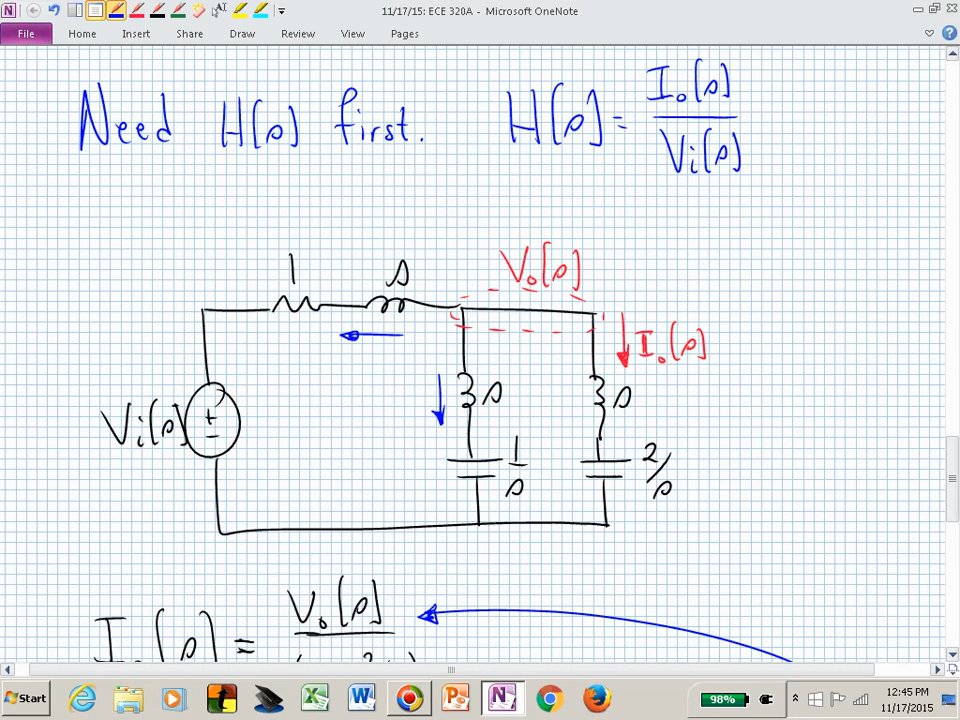 11/17/15: ECE 320A - Microsoft OneNote
File Home Insert Share Draw Review View Pages
Need H(s) first. H(s) = I₀(s) / Vi(s)
V₀(s)
1 s
I₀(s)
s s
Vi(s) + −
1/s 2/s
I₀(s) = V₀(s)
Start
98%
12:45 PM
11/17/2015